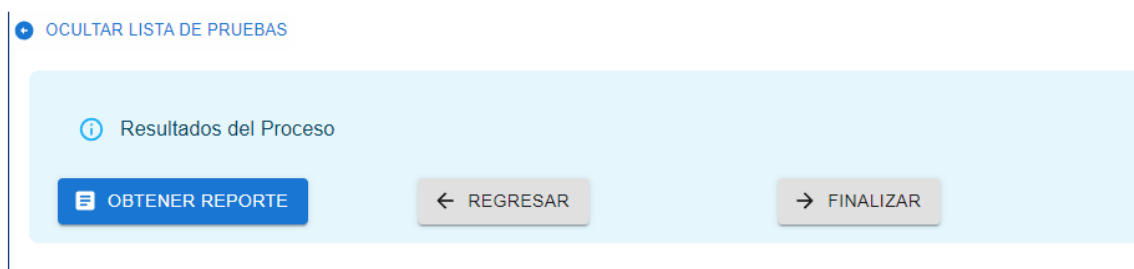 OCULTAR LISTA DE PRUEBAS
Resultados del Proceso
OBTENER REPORTE
REGRESAR
FINALIZAR